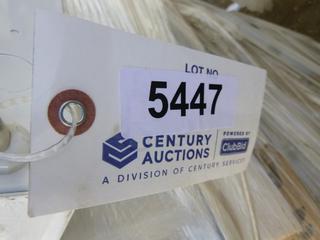 LOT NO
5447
CENTURY
AUCTIONS
POWERED BY
ClubBid
A DIVISION OF CENTURY SERVICES